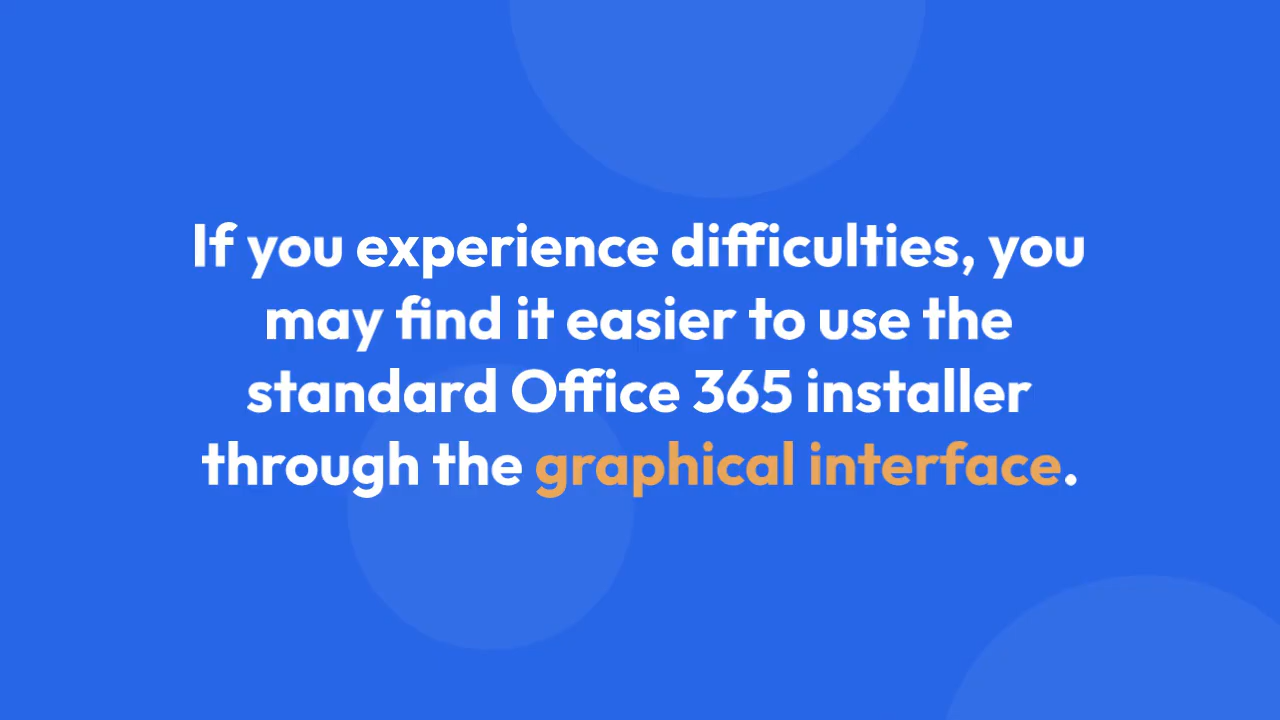 If you experience difficulties, you
may find it easier to use the
standard Office 365 installer
through the graphical interface.